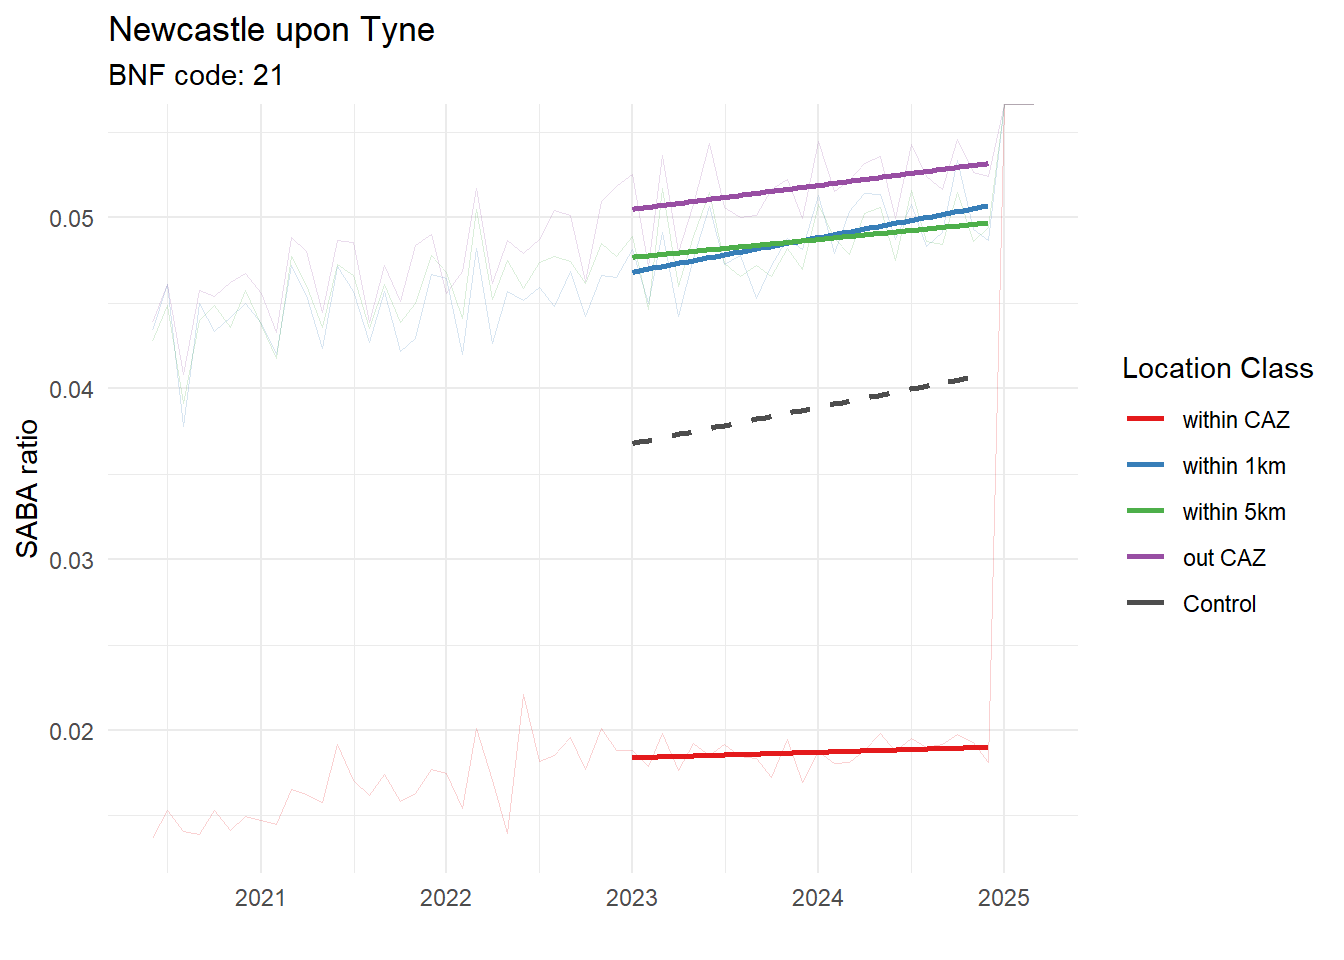 Newcastle upon Tyne
BNF code: 21
SABA ratio
0.05
0.04
0.03
0.02
2021
2022
2023
2024
2025
Location Class
within CAZ
within 1km
within 5km
out CAZ
Control